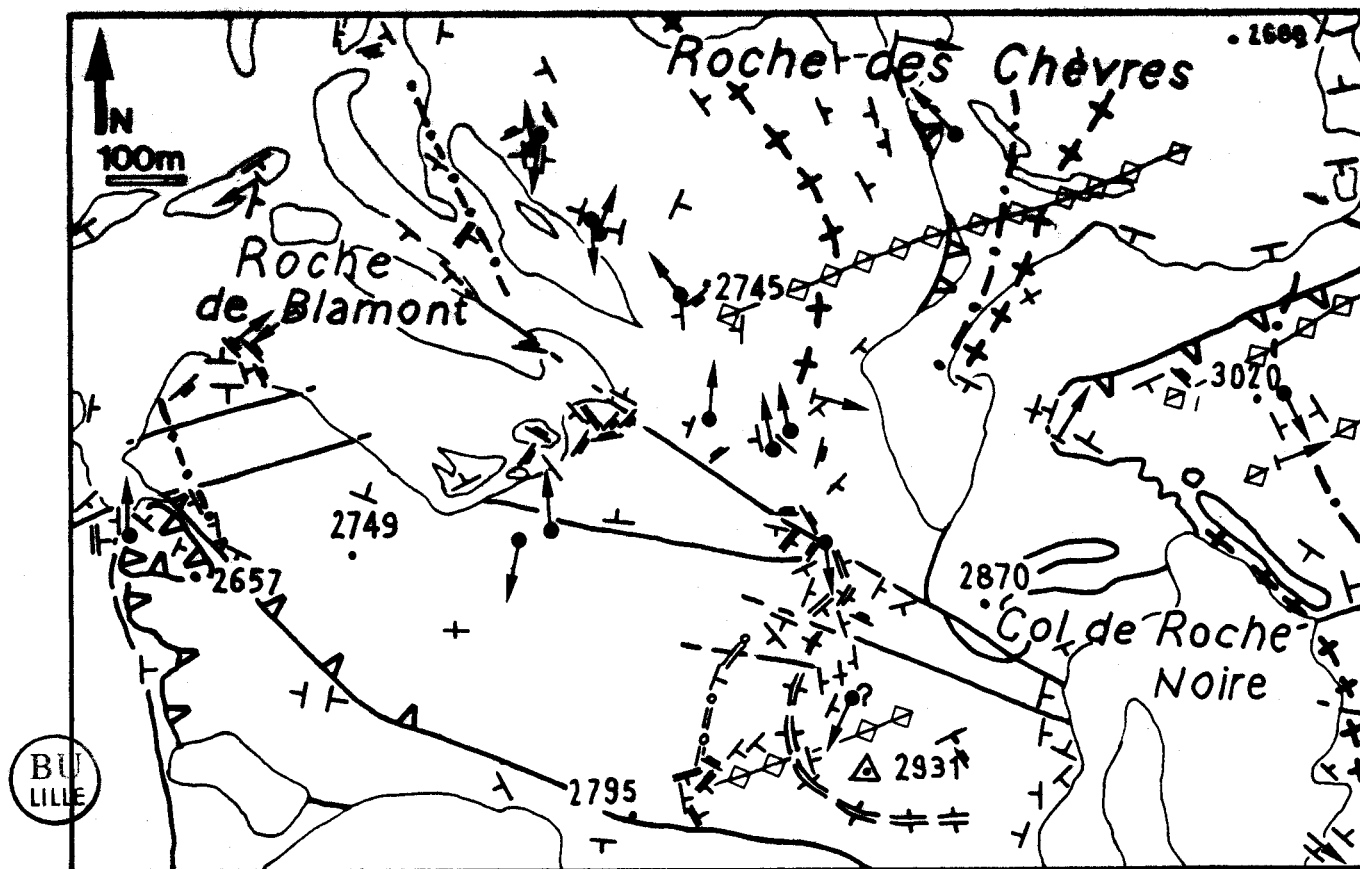 Roche des Chèvres
2688
N
100m
Roche
de Blamont
2745
3020
2749
2657
2870
Col de Roche
Noire
?
2931
2795
BU
LILLE